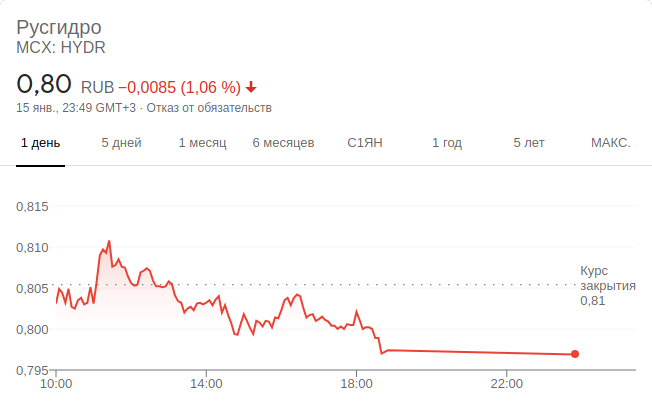 Русгидро
MCX: HYDR
0,80 RUB −0,0085 (1,06 %)
15 янв., 23:49 GMT+3 · Отказ от обязательств
1 день 5 дней 1 месяц 6 месяцев С1ЯН 1 год 5 лет МАКС.
0,815
0,810
Курс
закрытия
0,81
0,805
0,800
0,795
10:00 14:00 18:00 22:00